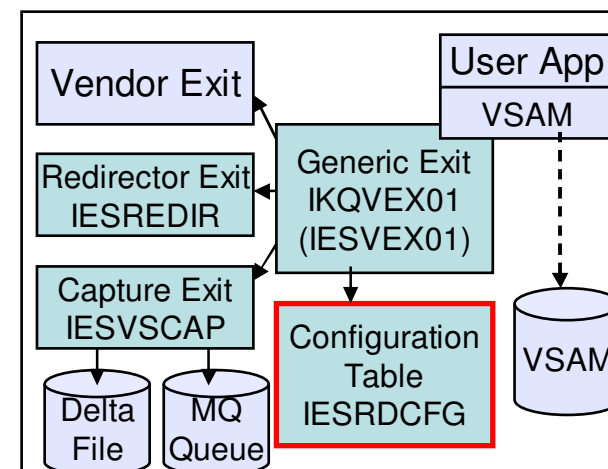 Vendor Exit
User App
VSAM
Generic Exit
IKQVEX01
(IESVEX01)
Redirector Exit
IESREDIR
Capture Exit
IESVSCAP
Configuration
Table
IESRDCFG
VSAM
Delta
File
MQ
Queue